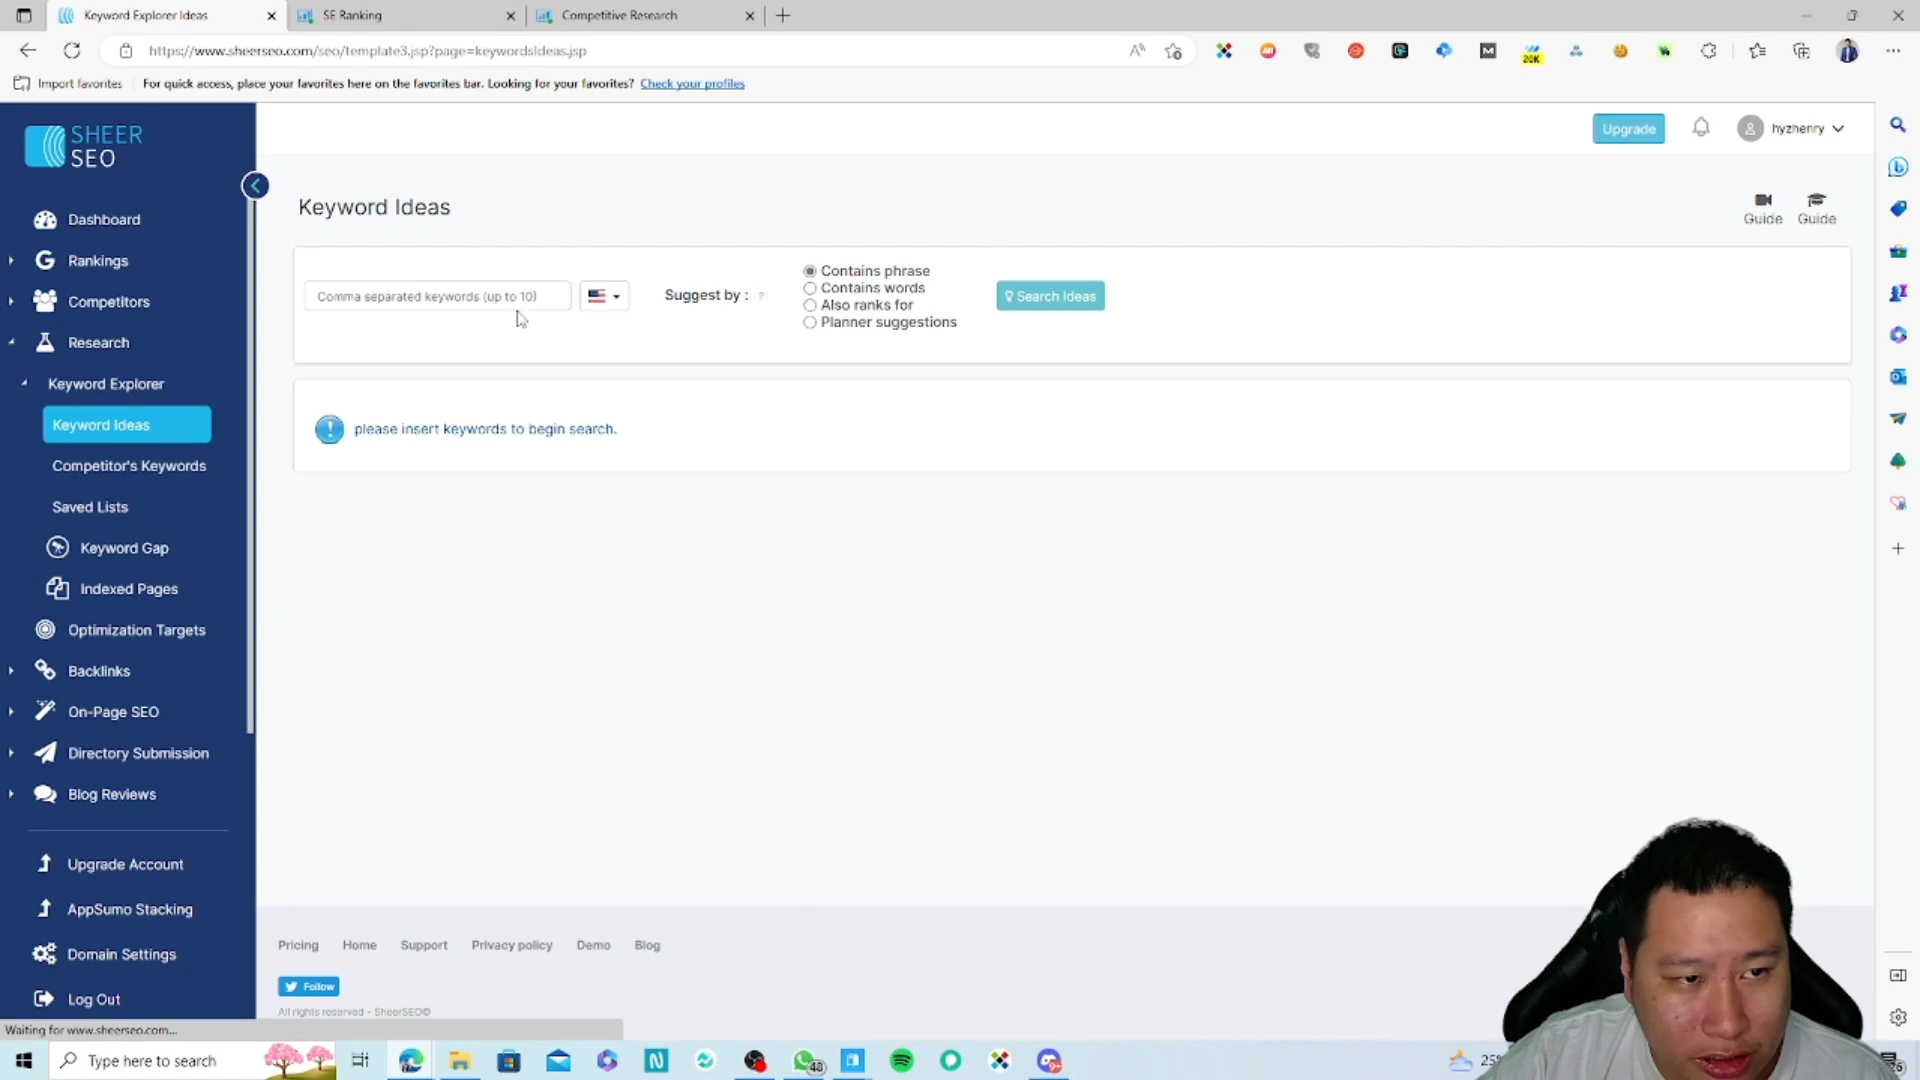 Keyword Explorer Ideas
SE Ranking
Competitive Research
https://www.sheerseo.com/seo/template3.jsp?page=keywordsIdeas.jsp
20K
Import favorites
For quick access, place your favorites here on the favorites bar. Looking for your favorites? Check your profiles
SHEER
SEO
Upgrade
hyzhenry
Dashboard
Rankings
Competitors
Research
Keyword Explorer
Keyword Ideas
Competitor's Keywords
Saved Lists
Keyword Gap
Indexed Pages
Optimization Targets
Backlinks
On-Page SEO
Directory Submission
Blog Reviews
Upgrade Account
AppSumo Stacking
Domain Settings
Log Out
Keyword Ideas
Guide Guide
Comma separated keywords (up to 10)
Suggest by : ?
Contains phrase
Contains words
Also ranks for
Planner suggestions
Search Ideas
please insert keywords to begin search.
Pricing Home Support Privacy policy Demo Blog
Follow
All rights reserved - SheerSEO©
Waiting for www.sheerseo.com...
Type here to search
48
25°